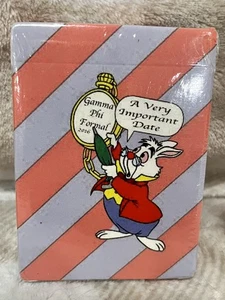 Gamma
Phi
Formal
2016
A Very
Important
Date